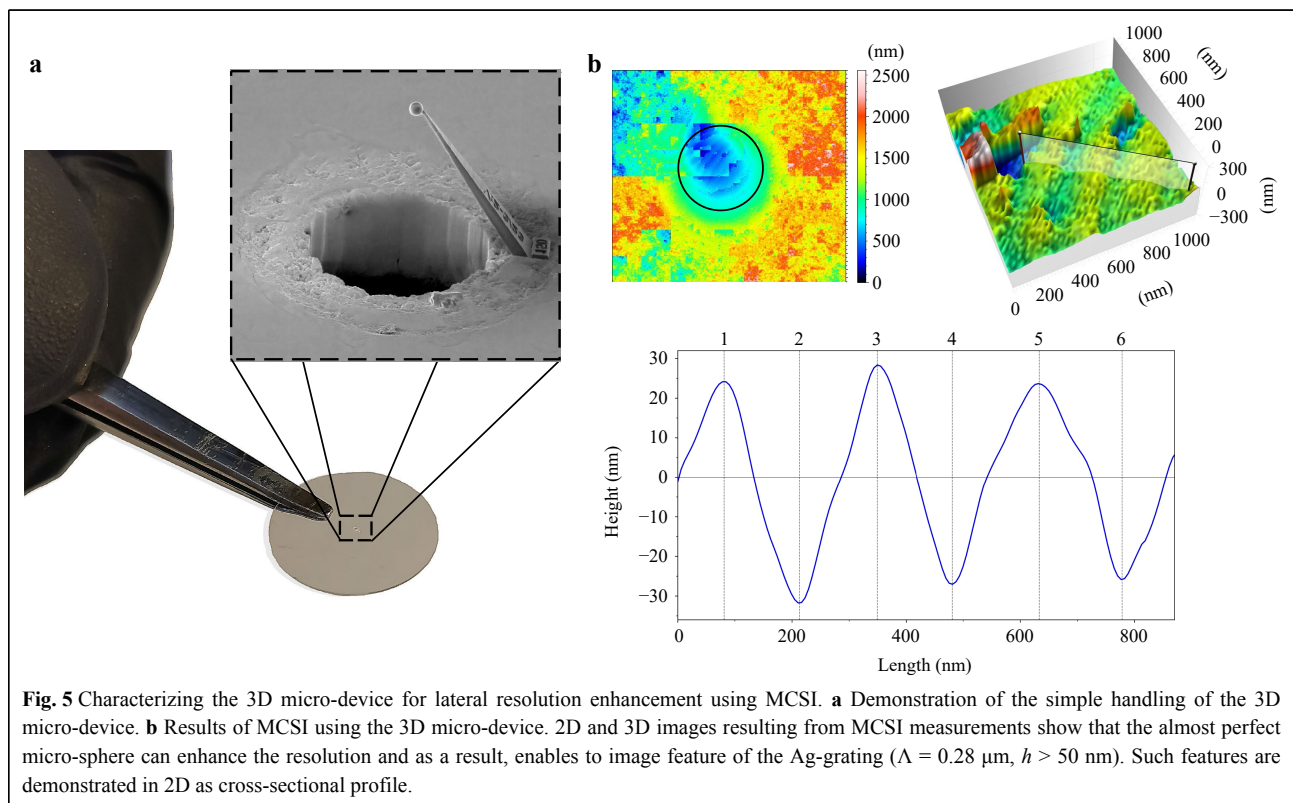 a
b
(nm)
2500
2000
1500
1000
500
0
1000
800
600
400
200
0
(nm)
300
0
−300
(nm)
0
200
400
600
800
1000
(nm)
1 2 3 4 5 6
30
20
10
0
−10
−20
−30
Height (nm)
0 200 400 600 800
Length (nm)
Fig. 5 Characterizing the 3D micro-device for lateral resolution enhancement using MCSI. a Demonstration of the simple handling of the 3D
micro-device. b Results of MCSI using the 3D micro-device. 2D and 3D images resulting from MCSI measurements show that the almost perfect
micro-sphere can enhance the resolution and as a result, enables to image feature of the Ag-grating (Λ = 0.28 μm, h > 50 nm). Such features are
demonstrated in 2D as cross-sectional profile.